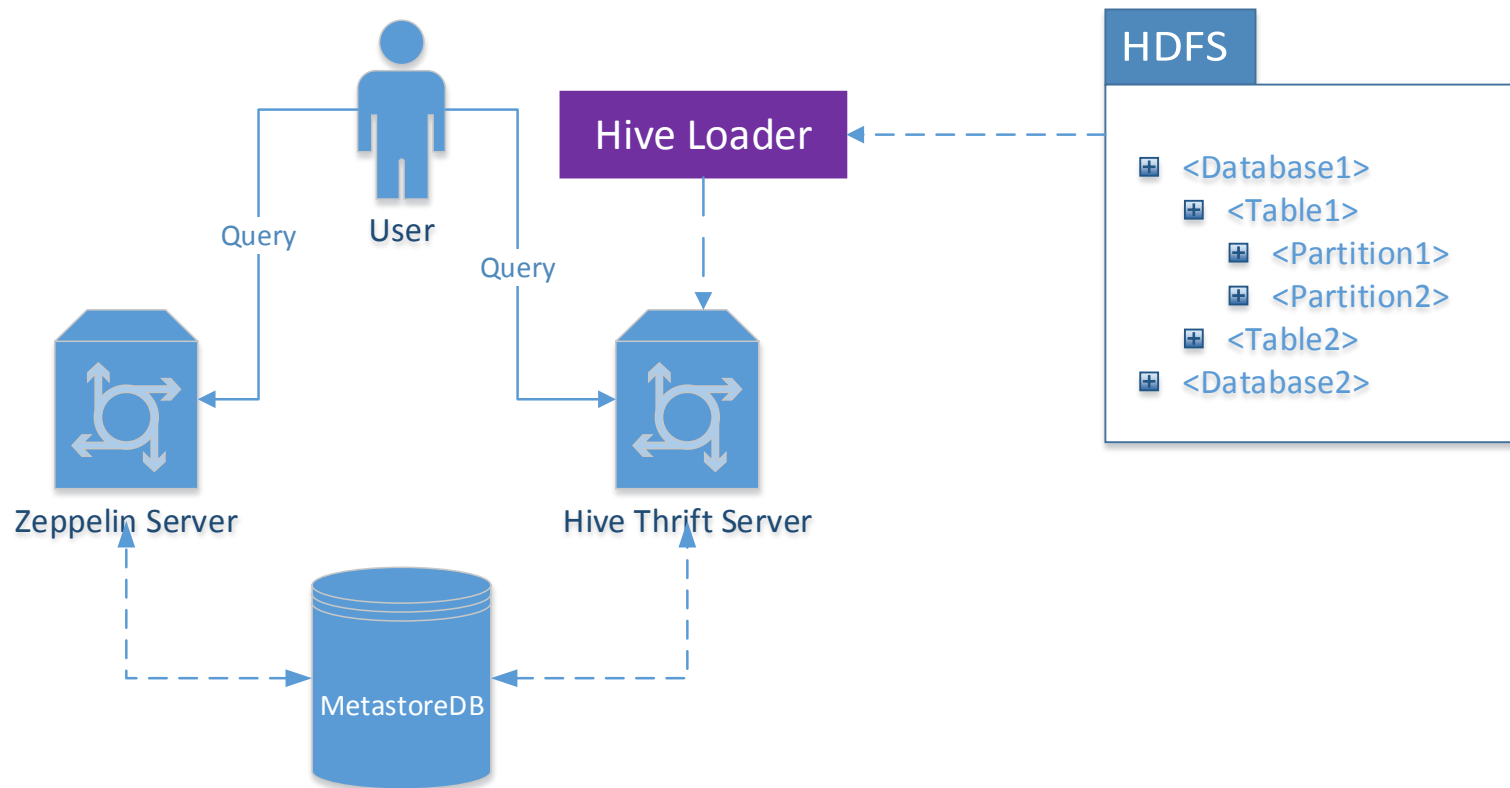 HDFS
Hive Loader
<Database1>
<Table1>
<Partition1>
<Partition2>
<Table2>
<Database2>
User
Query
Query
Zeppelin Server
Hive Thrift Server
MetastoreDB